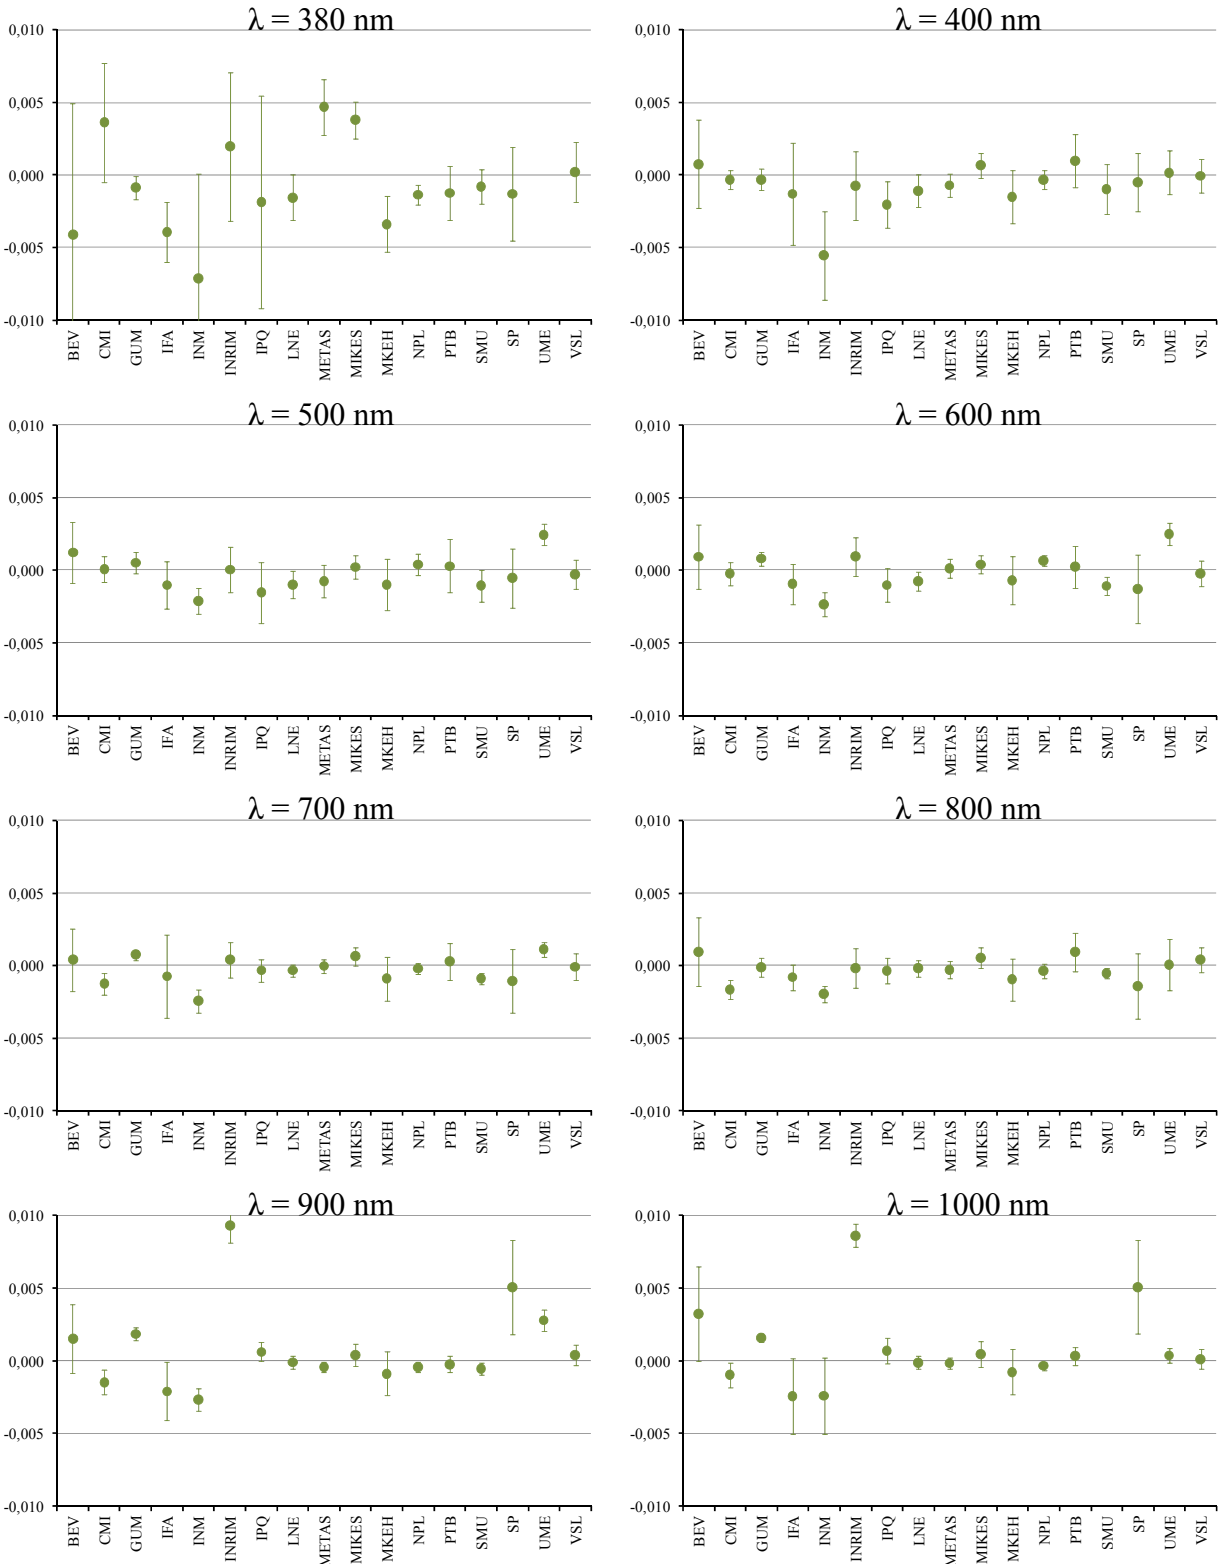 λ = 380 nm
0,010
0,005
0,000
-0,005
-0,010
BEV
CMI
GUM
IFA
INM
INRIM
IPQ
LNE
METAS
MIKES
MKEH
NPL
PTB
SMU
SP
UME
VSL
λ = 400 nm
0,010
0,005
0,000
-0,005
-0,010
BEV
CMI
GUM
IFA
INM
INRIM
IPQ
LNE
METAS
MIKES
MKEH
NPL
PTB
SMU
SP
UME
VSL
λ = 500 nm
0,010
0,005
0,000
-0,005
-0,010
BEV
CMI
GUM
IFA
INM
INRIM
IPQ
LNE
METAS
MIKES
MKEH
NPL
PTB
SMU
SP
UME
VSL
λ = 600 nm
0,010
0,005
0,000
-0,005
-0,010
BEV
CMI
GUM
IFA
INM
INRIM
IPQ
LNE
METAS
MIKES
MKEH
NPL
PTB
SMU
SP
UME
VSL
λ = 700 nm
0,010
0,005
0,000
-0,005
-0,010
BEV
CMI
GUM
IFA
INM
INRIM
IPQ
LNE
METAS
MIKES
MKEH
NPL
PTB
SMU
SP
UME
VSL
λ = 800 nm
0,010
0,005
0,000
-0,005
-0,010
BEV
CMI
GUM
IFA
INM
INRIM
IPQ
LNE
METAS
MIKES
MKEH
NPL
PTB
SMU
SP
UME
VSL
λ = 900 nm
0,010
0,005
0,000
-0,005
-0,010
BEV
CMI
GUM
IFA
INM
INRIM
IPQ
LNE
METAS
MIKES
MKEH
NPL
PTB
SMU
SP
UME
VSL
λ = 1000 nm
0,010
0,005
0,000
-0,005
-0,010
BEV
CMI
GUM
IFA
INM
INRIM
IPQ
LNE
METAS
MIKES
MKEH
NPL
PTB
SMU
SP
UME
VSL